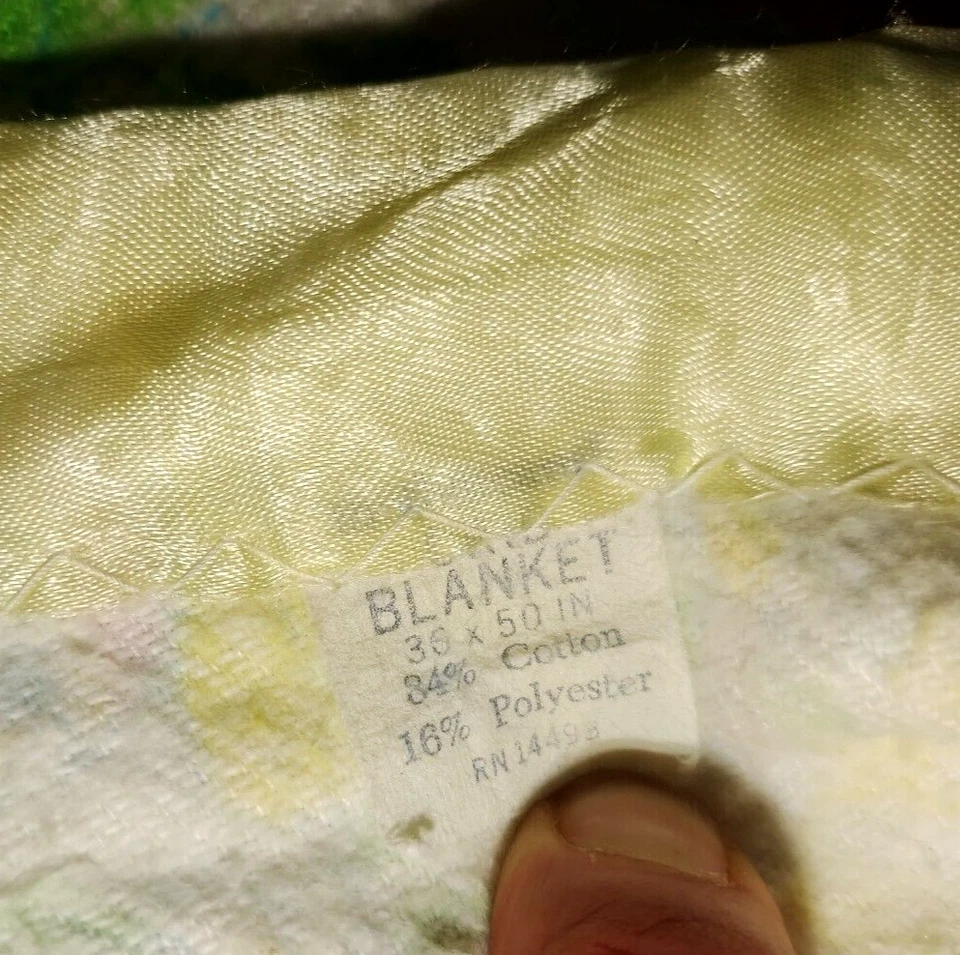 BLANKET
36 x 50 IN
84% Cotton
16% Polyester